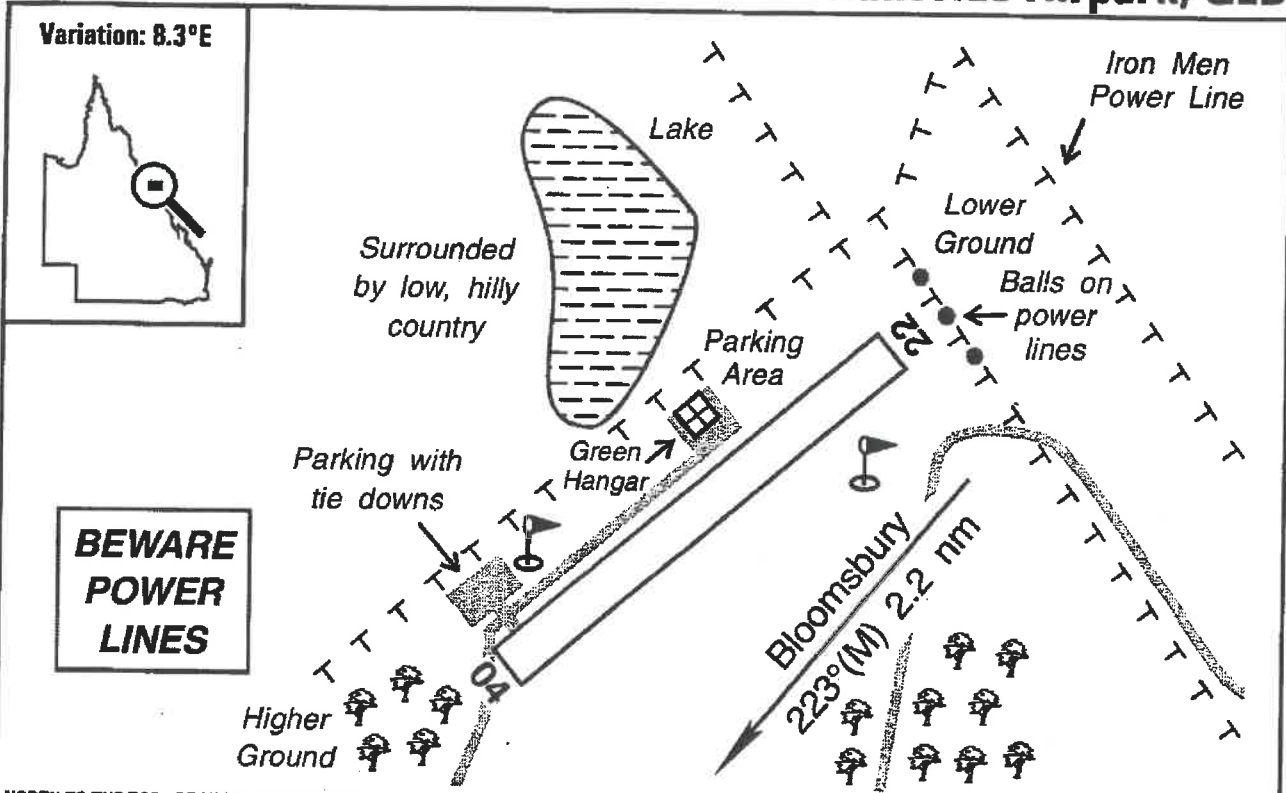 Airpark, QLD
Variation: 8.3°E
Iron Men
Power Line
Lake
Lower
Ground
Surrounded
by low, hilly
country
Balls on
power
lines
22
Parking
Area
Green
Hangar
Parking with
tie downs
BEWARE
POWER
LINES
Bloomsbury
223°(M) 2.2 nm
04
Higher
Ground